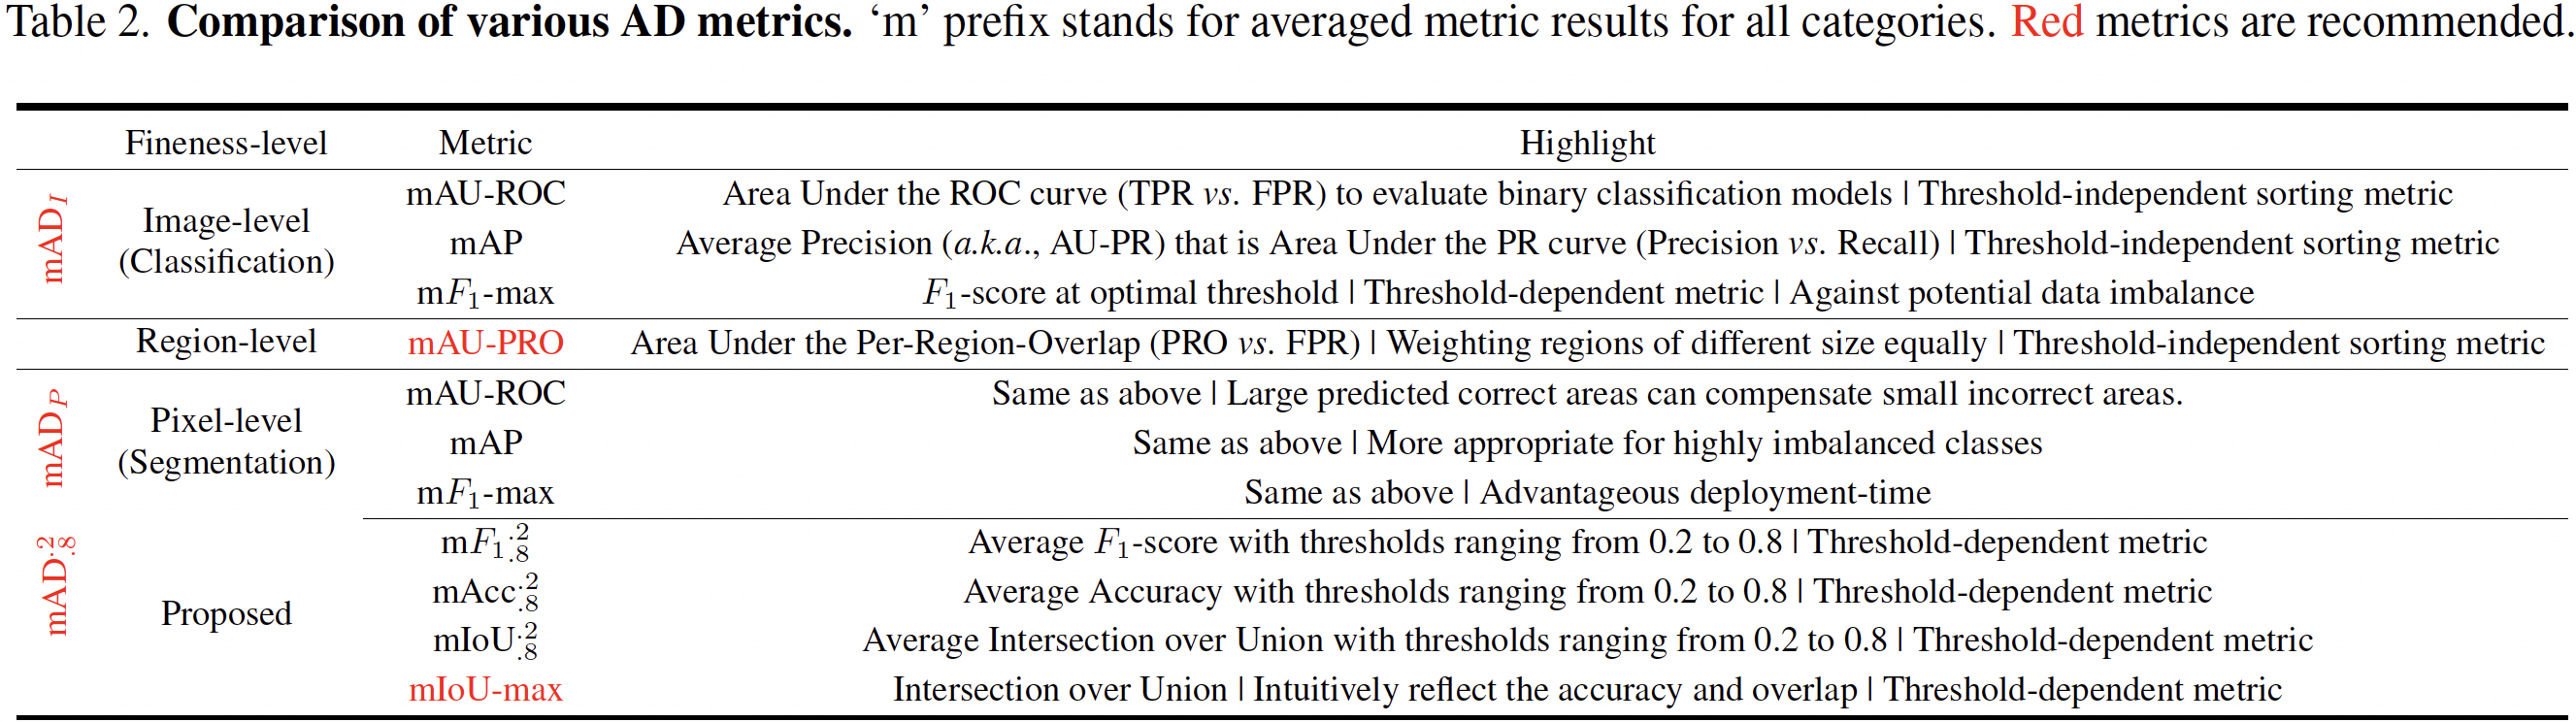 Table 2. Comparison of various AD metrics. ‘m’ prefix stands for averaged metric results for all categories. Red metrics are recommended.
Fineness-level Metric Highlight
mAD_I
Image-level
(Classification)
mAU-ROC Area Under the ROC curve (TPR vs. FPR) to evaluate binary classification models | Threshold-independent sorting metric
mAP Average Precision (a.k.a., AU-PR) that is Area Under the PR curve (Precision vs. Recall) | Threshold-independent sorting metric
mF_1-max F_1-score at optimal threshold | Threshold-dependent metric | Against potential data imbalance
Region-level mAU-PRO Area Under the Per-Region-Overlap (PRO vs. FPR) | Weighting regions of different size equally | Threshold-independent sorting metric
mAD_P
Pixel-level
(Segmentation)
mAU-ROC Same as above | Large predicted correct areas can compensate small incorrect areas.
mAP Same as above | More appropriate for highly imbalanced classes
mF_1-max Same as above | Advantageous deployment-time
mAD^.2_.8
Proposed
mF_1^.2_.8 Average F_1-score with thresholds ranging from 0.2 to 0.8 | Threshold-dependent metric
mAcc^.2_.8 Average Accuracy with thresholds ranging from 0.2 to 0.8 | Threshold-dependent metric
mIoU^.2_.8 Average Intersection over Union with thresholds ranging from 0.2 to 0.8 | Threshold-dependent metric
mIoU-max Intersection over Union | Intuitively reflect the accuracy and overlap | Threshold-dependent metric